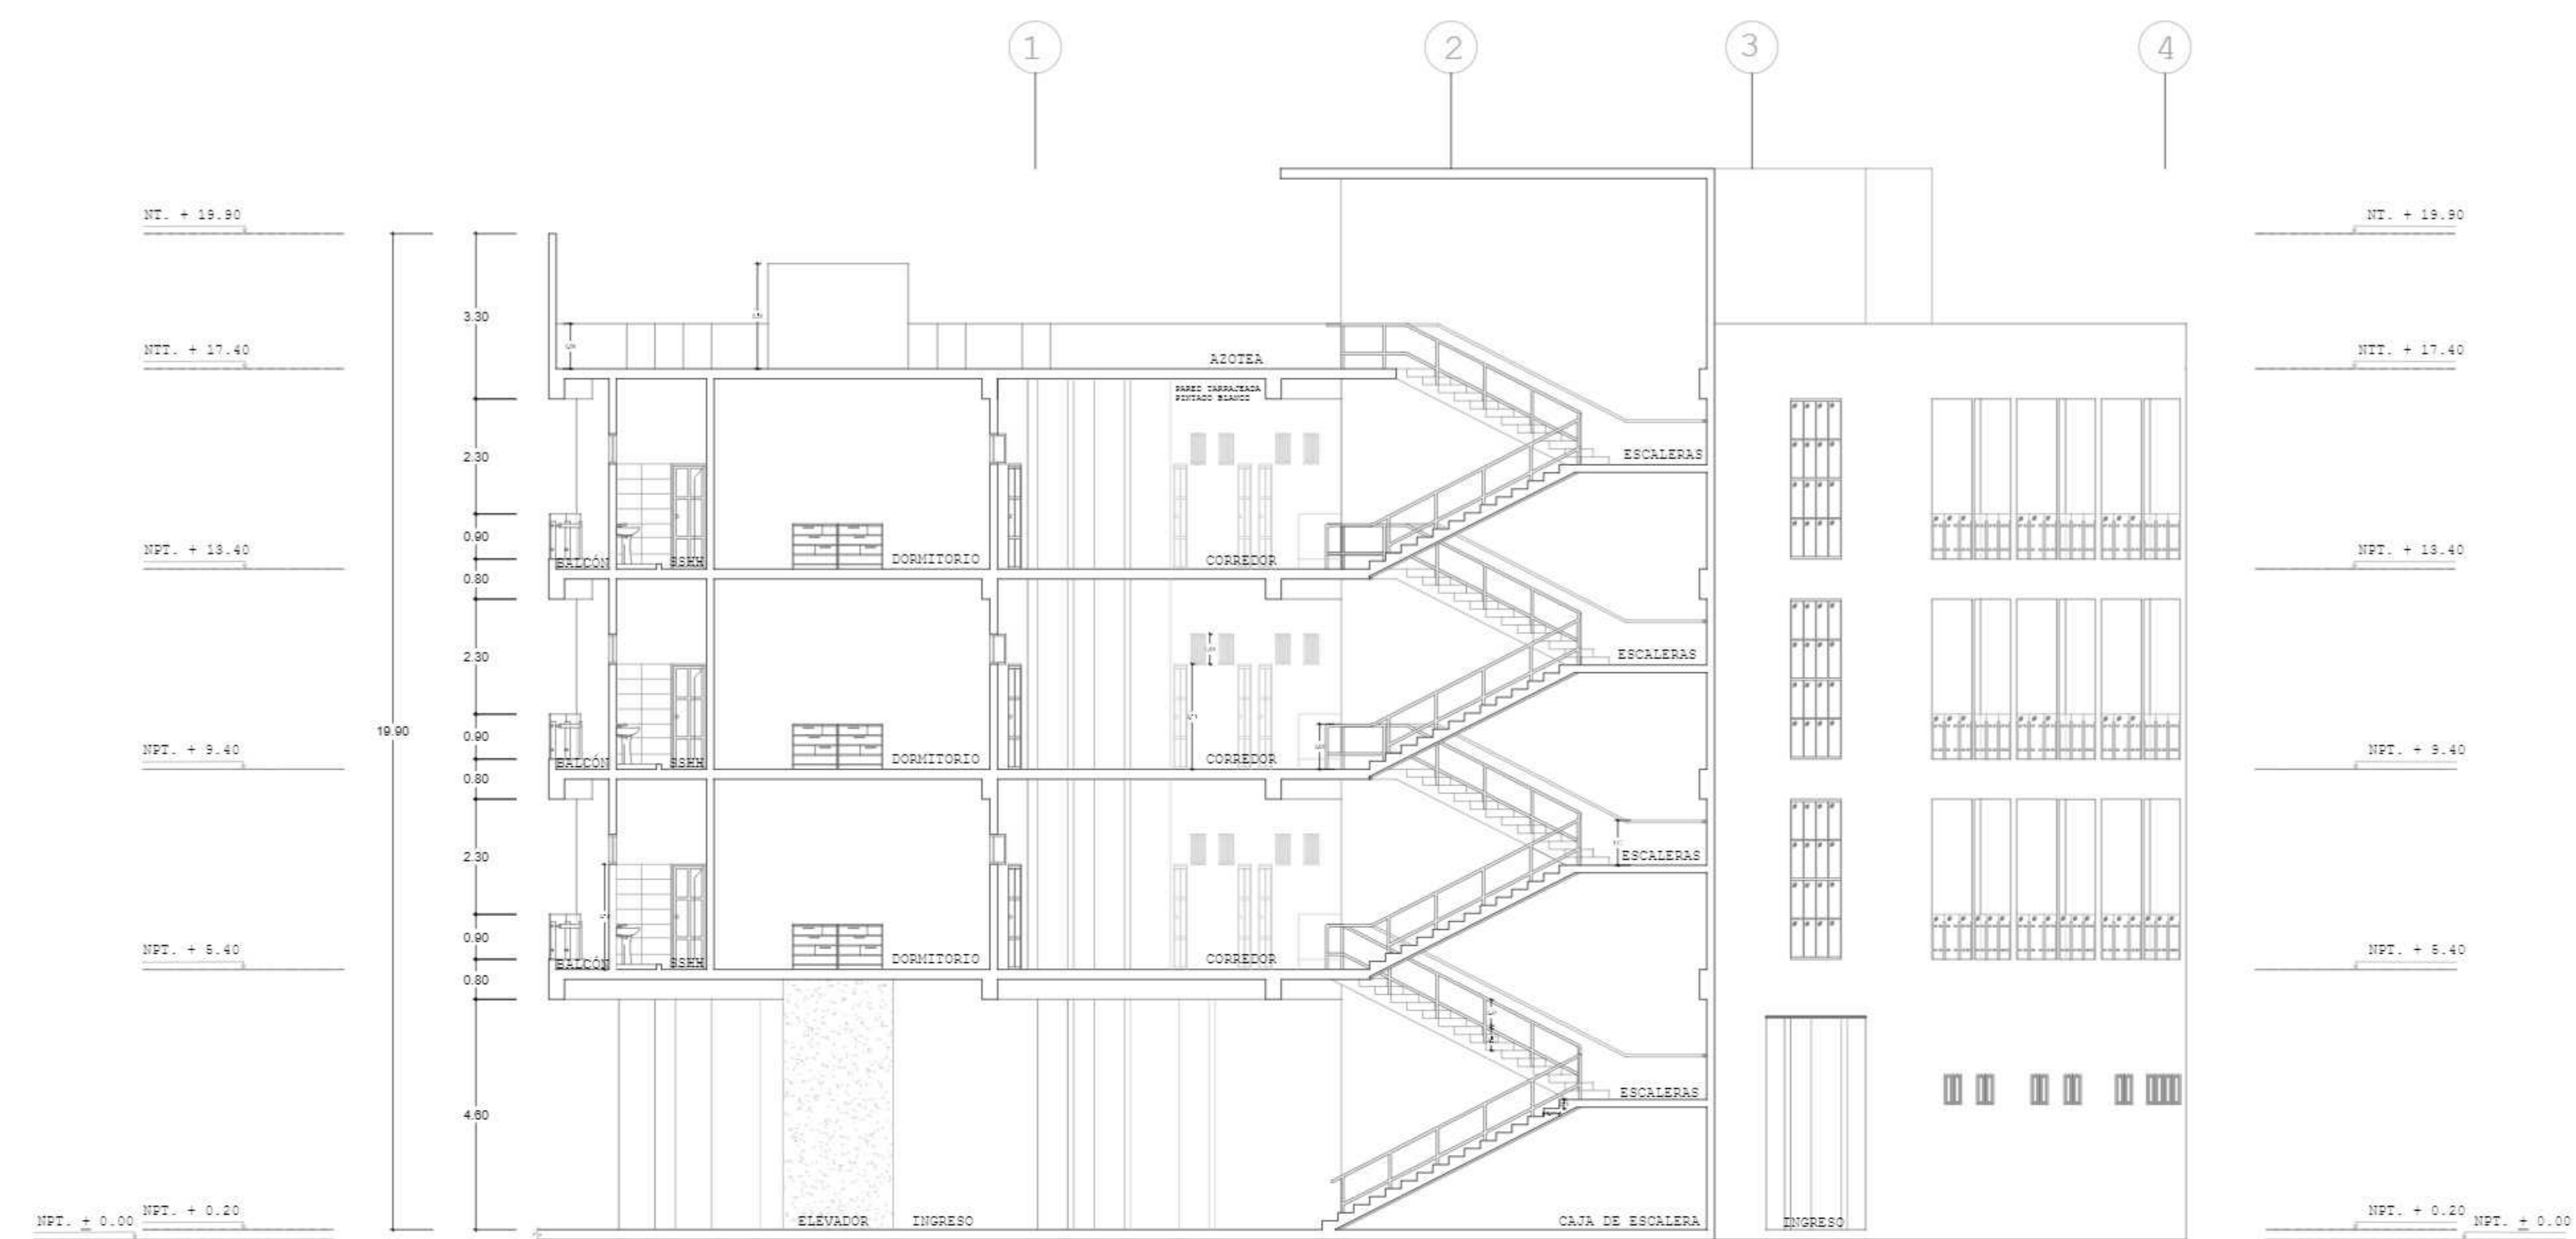 1
2
3
4
NT. + 19.90
NT. + 19.90
3.30
NTT. + 17.40
AZOTEA
NTT. + 17.40
PARED TARRAJEADA
PINTADO BLANCO
2.30
ESCALERAS
0.90
NPT. + 13.40
BALCÓN
SSHH
DORMITORIO
CORREDOR
NPT. + 13.40
0.80
2.30
ESCALERAS
19.90
0.90
NPT. + 9.40
BALCÓN
SSHH
DORMITORIO
CORREDOR
NPT. + 9.40
0.80
2.30
ESCALERAS
0.90
NPT. + 5.40
BALCÓN
SSHH
DORMITORIO
CORREDOR
NPT. + 5.40
0.80
ESCALERAS
4.60
NPT. ± 0.00
NPT. + 0.20
ELEVADOR
INGRESO
CAJA DE ESCALERA
INGRESO
NPT. + 0.20
NPT. ± 0.00